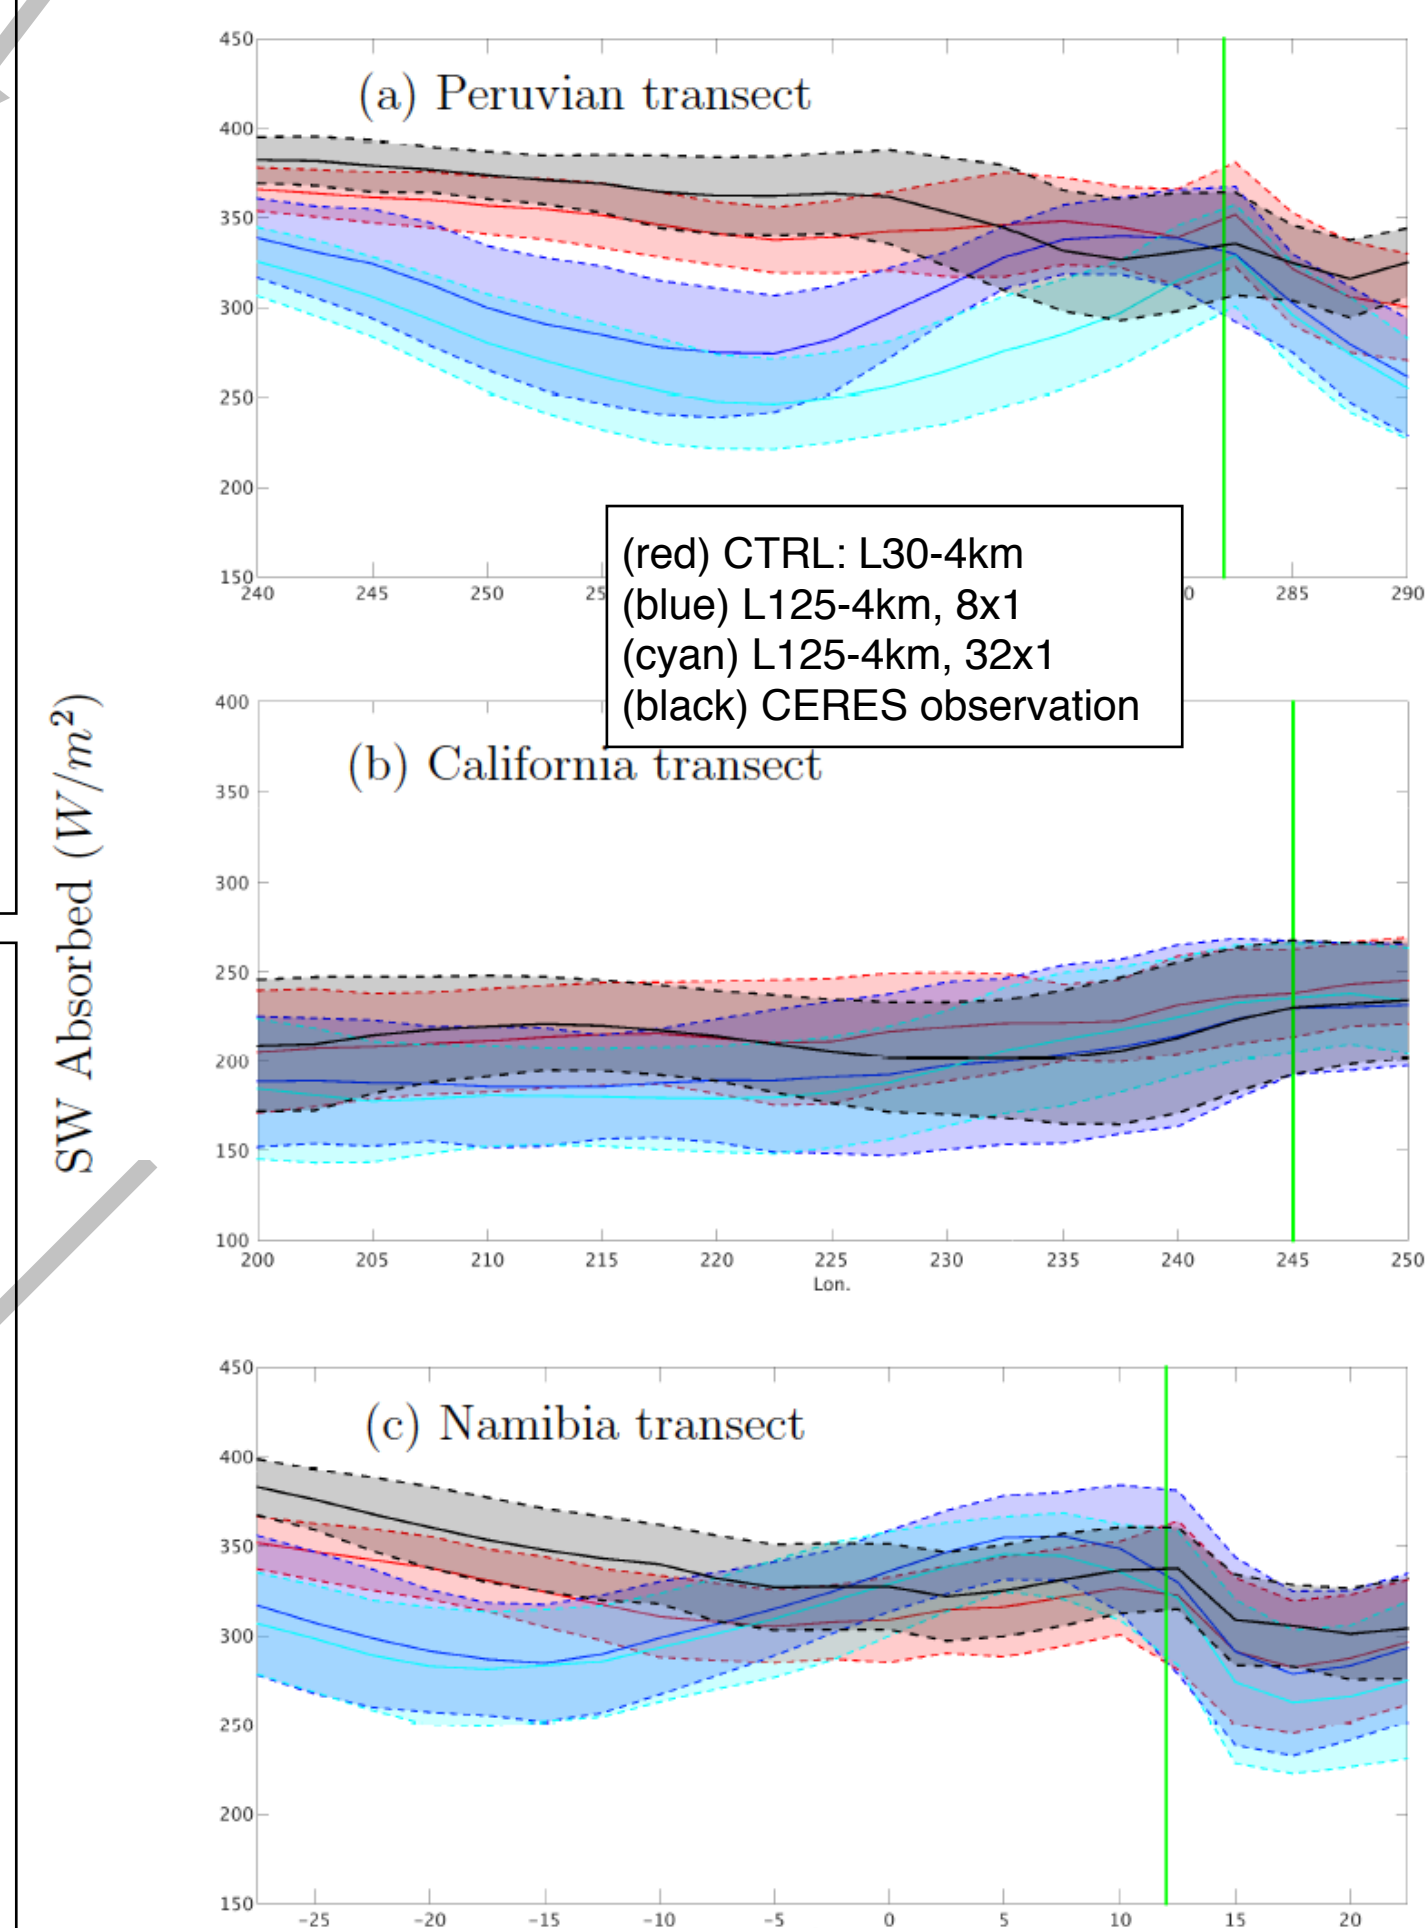 450
(a) Peruvian transect
400
350
300
250
200
150
240 245 250 25 0 285 290
(red) CTRL: L30-4km
(blue) L125-4km, 8x1
(cyan) L125-4km, 32x1
(black) CERES observation
SW Absorbed (W/m²)
400
(b) California transect
350
300
250
200
150
100
200 205 210 215 220 225 230 235 240 245 250
Lon.
450
(c) Namibia transect
400
350
300
250
200
150
-25 -20 -15 -10 -5 0 5 10 15 20